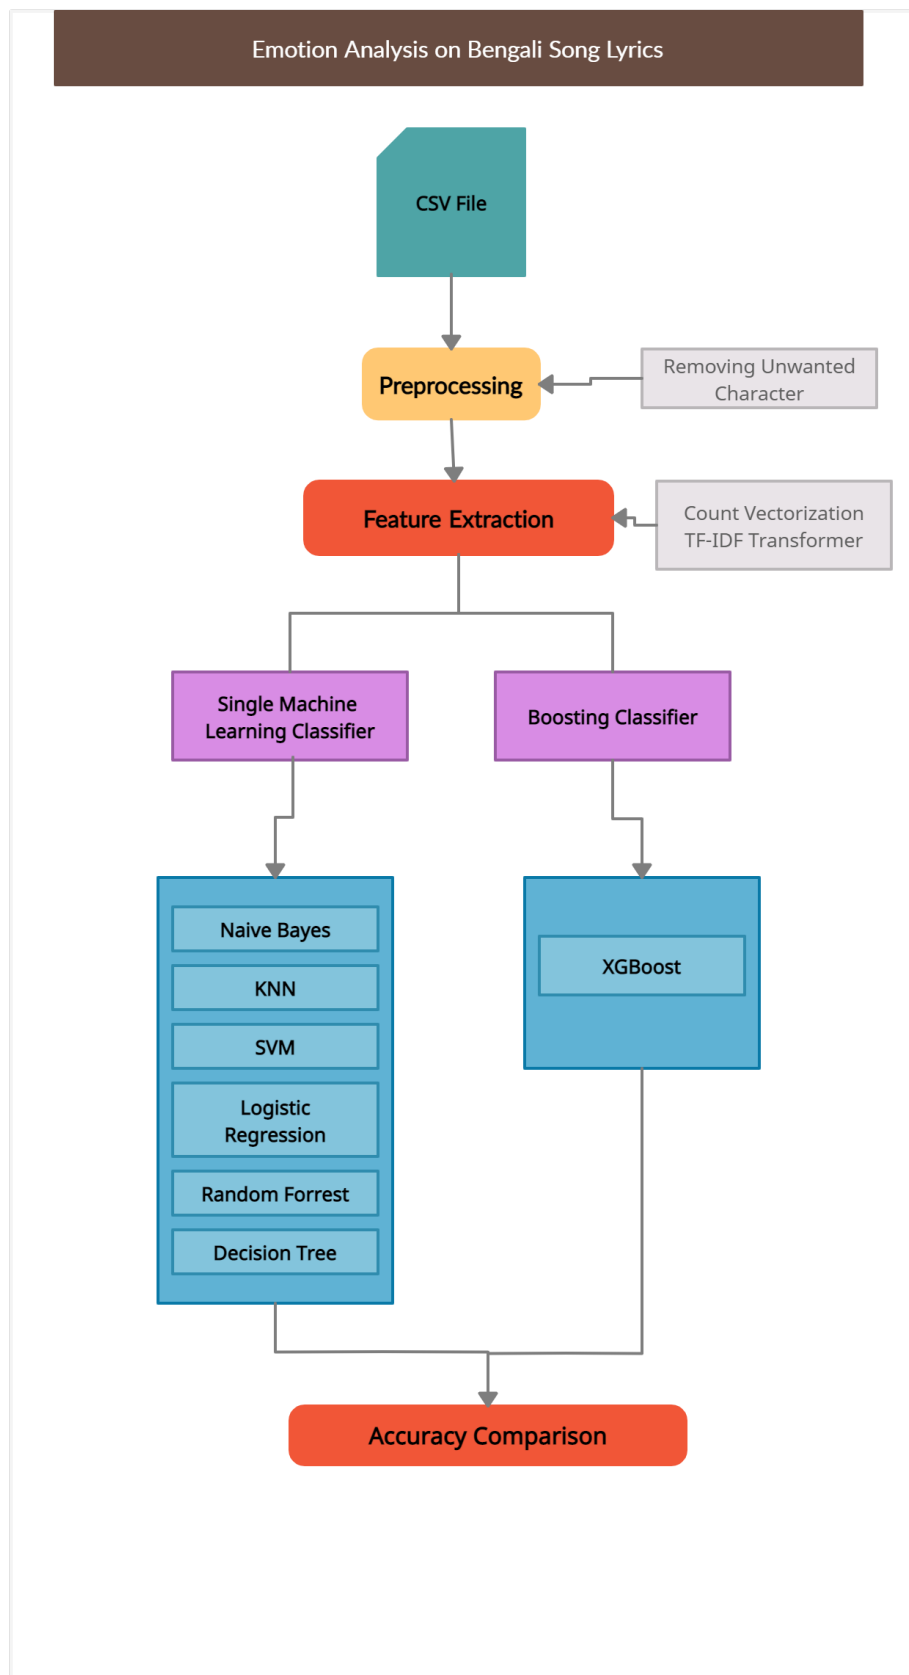 Emotion Analysis on Bengali Song Lyrics
CSV File
Preprocessing
Removing Unwanted
Character
Feature Extraction
Count Vectorization
TF-IDF Transformer
Single Machine
Learning Classifier
Boosting Classifier
Naive Bayes
KNN
SVM
Logistic
Regression
Random Forrest
Decision Tree
XGBoost
Accuracy Comparison